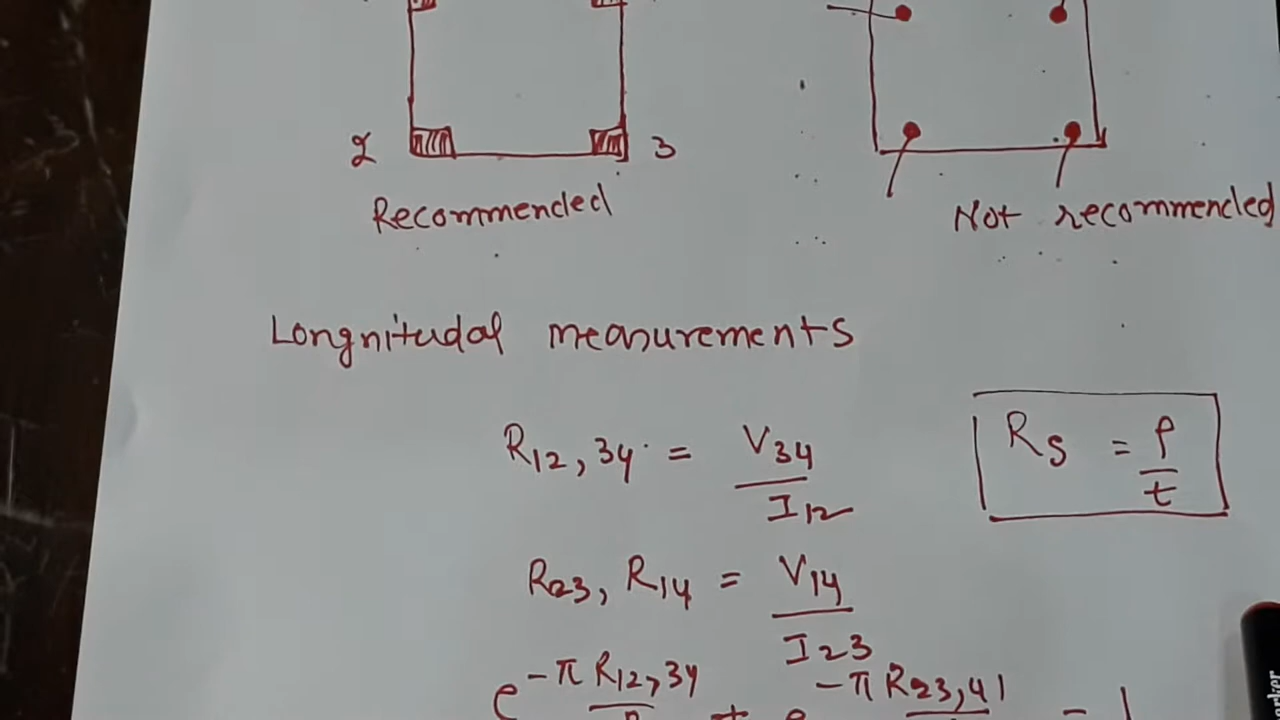 2 3
Recommended
Not recommended
Longnitudal measurements
R12,34 = V34 / I12
RS = ρ / t
R23, R14 = V14 / I23
e^-π R12,34 + e^-π R23,41 = 1